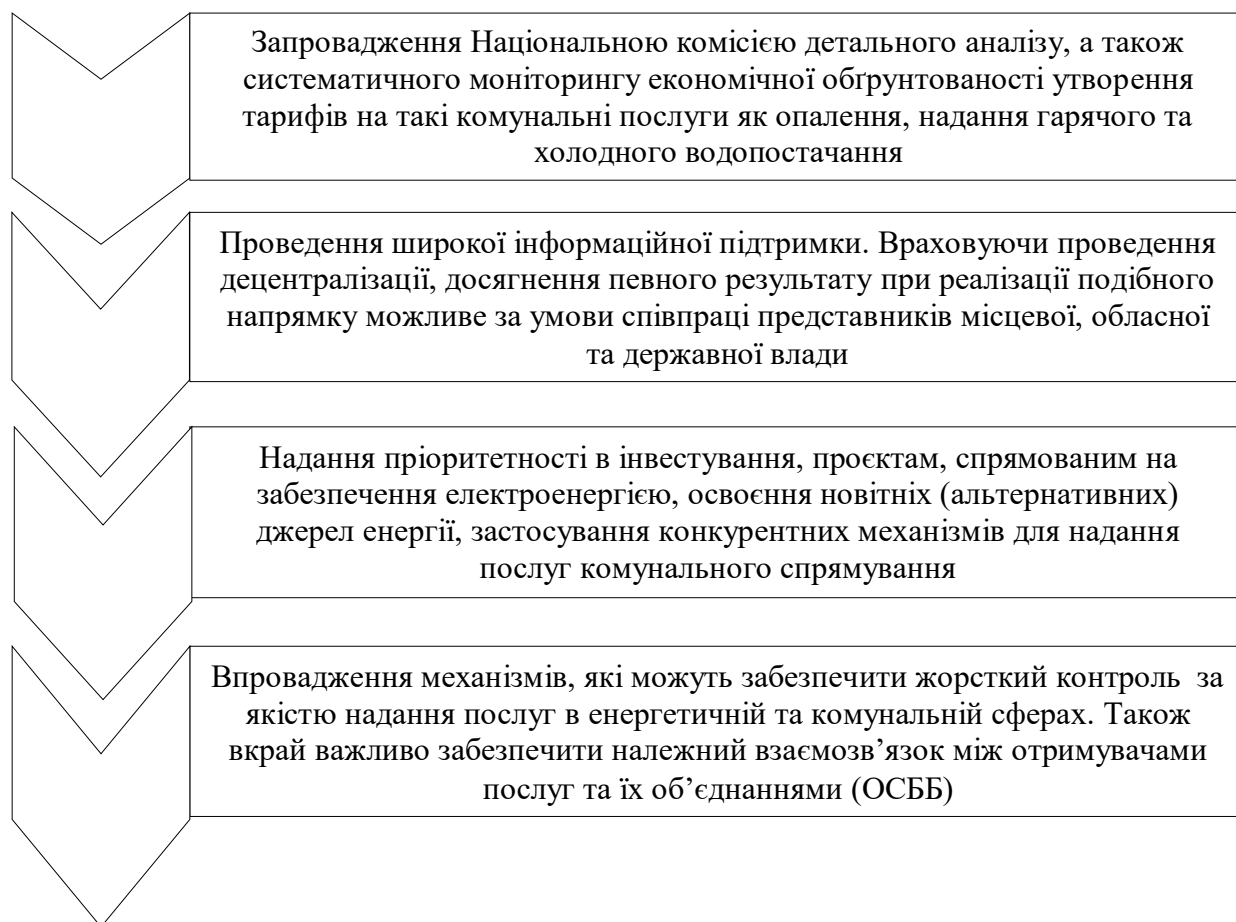 Запровадження Національною комісією детального аналізу, а також
систематичного моніторингу економічної обґрунтованості утворення
тарифів на такі комунальні послуги як опалення, надання гарячого та
холодного водопостачання
Проведення широкої інформаційної підтримки. Враховуючи проведення
децентралізації, досягнення певного результату при реалізації подібного
напрямку можливе за умови співпраці представників місцевої, обласної
та державної влади
Надання пріоритетності в інвестування, проєктам, спрямованим на
забезпечення електроенергією, освоєння новітніх (альтернативних)
джерел енергії, застосування конкурентних механізмів для надання
послуг комунального спрямування
Впровадження механізмів, які можуть забезпечити жорсткий контроль  за
якістю надання послуг в енергетичній та комунальній сферах. Також
вкрай важливо забезпечити належний взаємозв’язок між отримувачами
послуг та їх об’єднаннями (ОСББ)